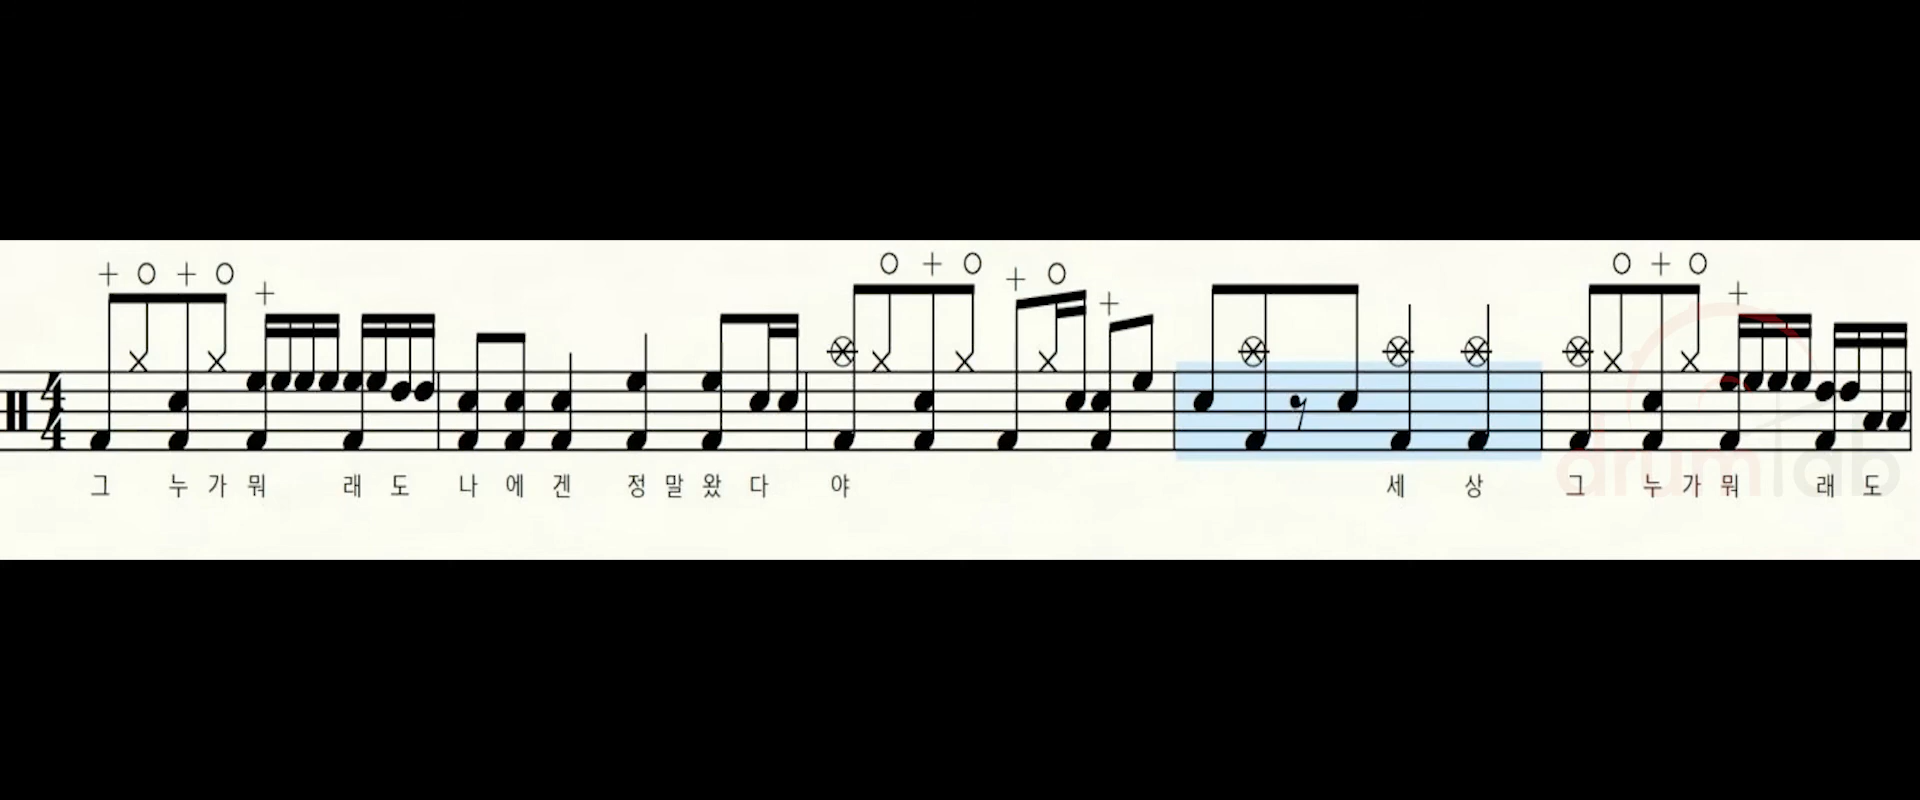 그 누 가 뭐 래 도 나 에 겐 정 말 왔 다 야 세 상 그 누 가 뭐 래 도
drumlab